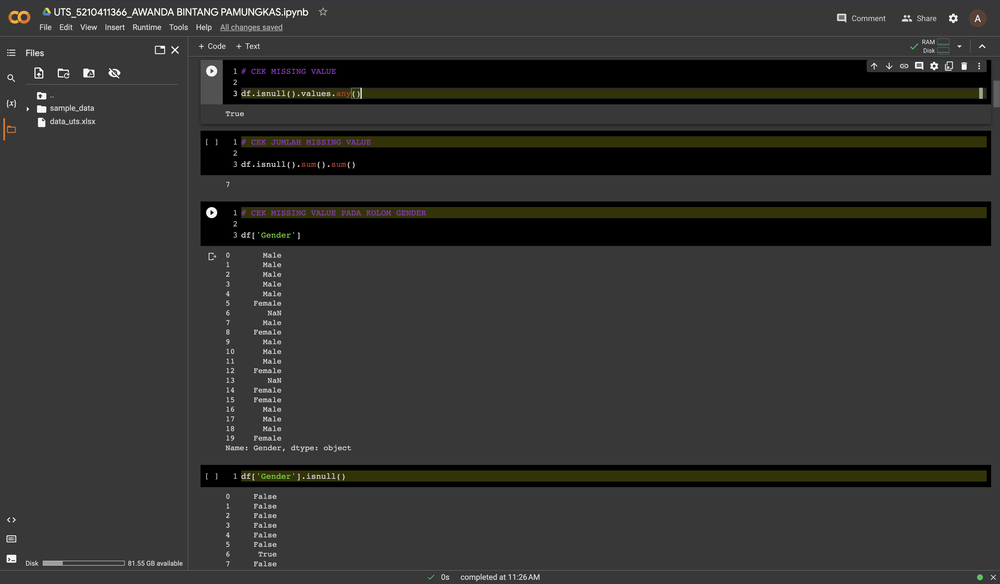 UTS_5210411366_AWANDA BINTANG PAMUNGKAS.ipynb
File Edit View Insert Runtime Tools Help All changes saved
Comment Share A
Files
+ Code + Text
RAM
Disk
..
sample_data
data_uts.xlsx
{x}
1 # CEK MISSING VALUE
2
3 df.isnull().values.any()
True
[ ] 1 # CEK JUMLAH MISSING VALUE
2
3 df.isnull().sum().sum()
7
1 # CEK MISSING VALUE PADA KOLOM GENDER
2
3 df['Gender']
0 Male
1 Male
2 Male
3 Male
4 Male
5 Female
6 NaN
7 Male
8 Female
9 Male
10 Male
11 Male
12 Female
13 NaN
14 Female
15 Female
16 Male
17 Male
18 Male
19 Female
Name: Gender, dtype: object
[ ] 1 df['Gender'].isnull()
0 False
1 False
2 False
3 False
4 False
5 False
6 True
7 False
Disk 81.55 GB available
0s completed at 11:26 AM